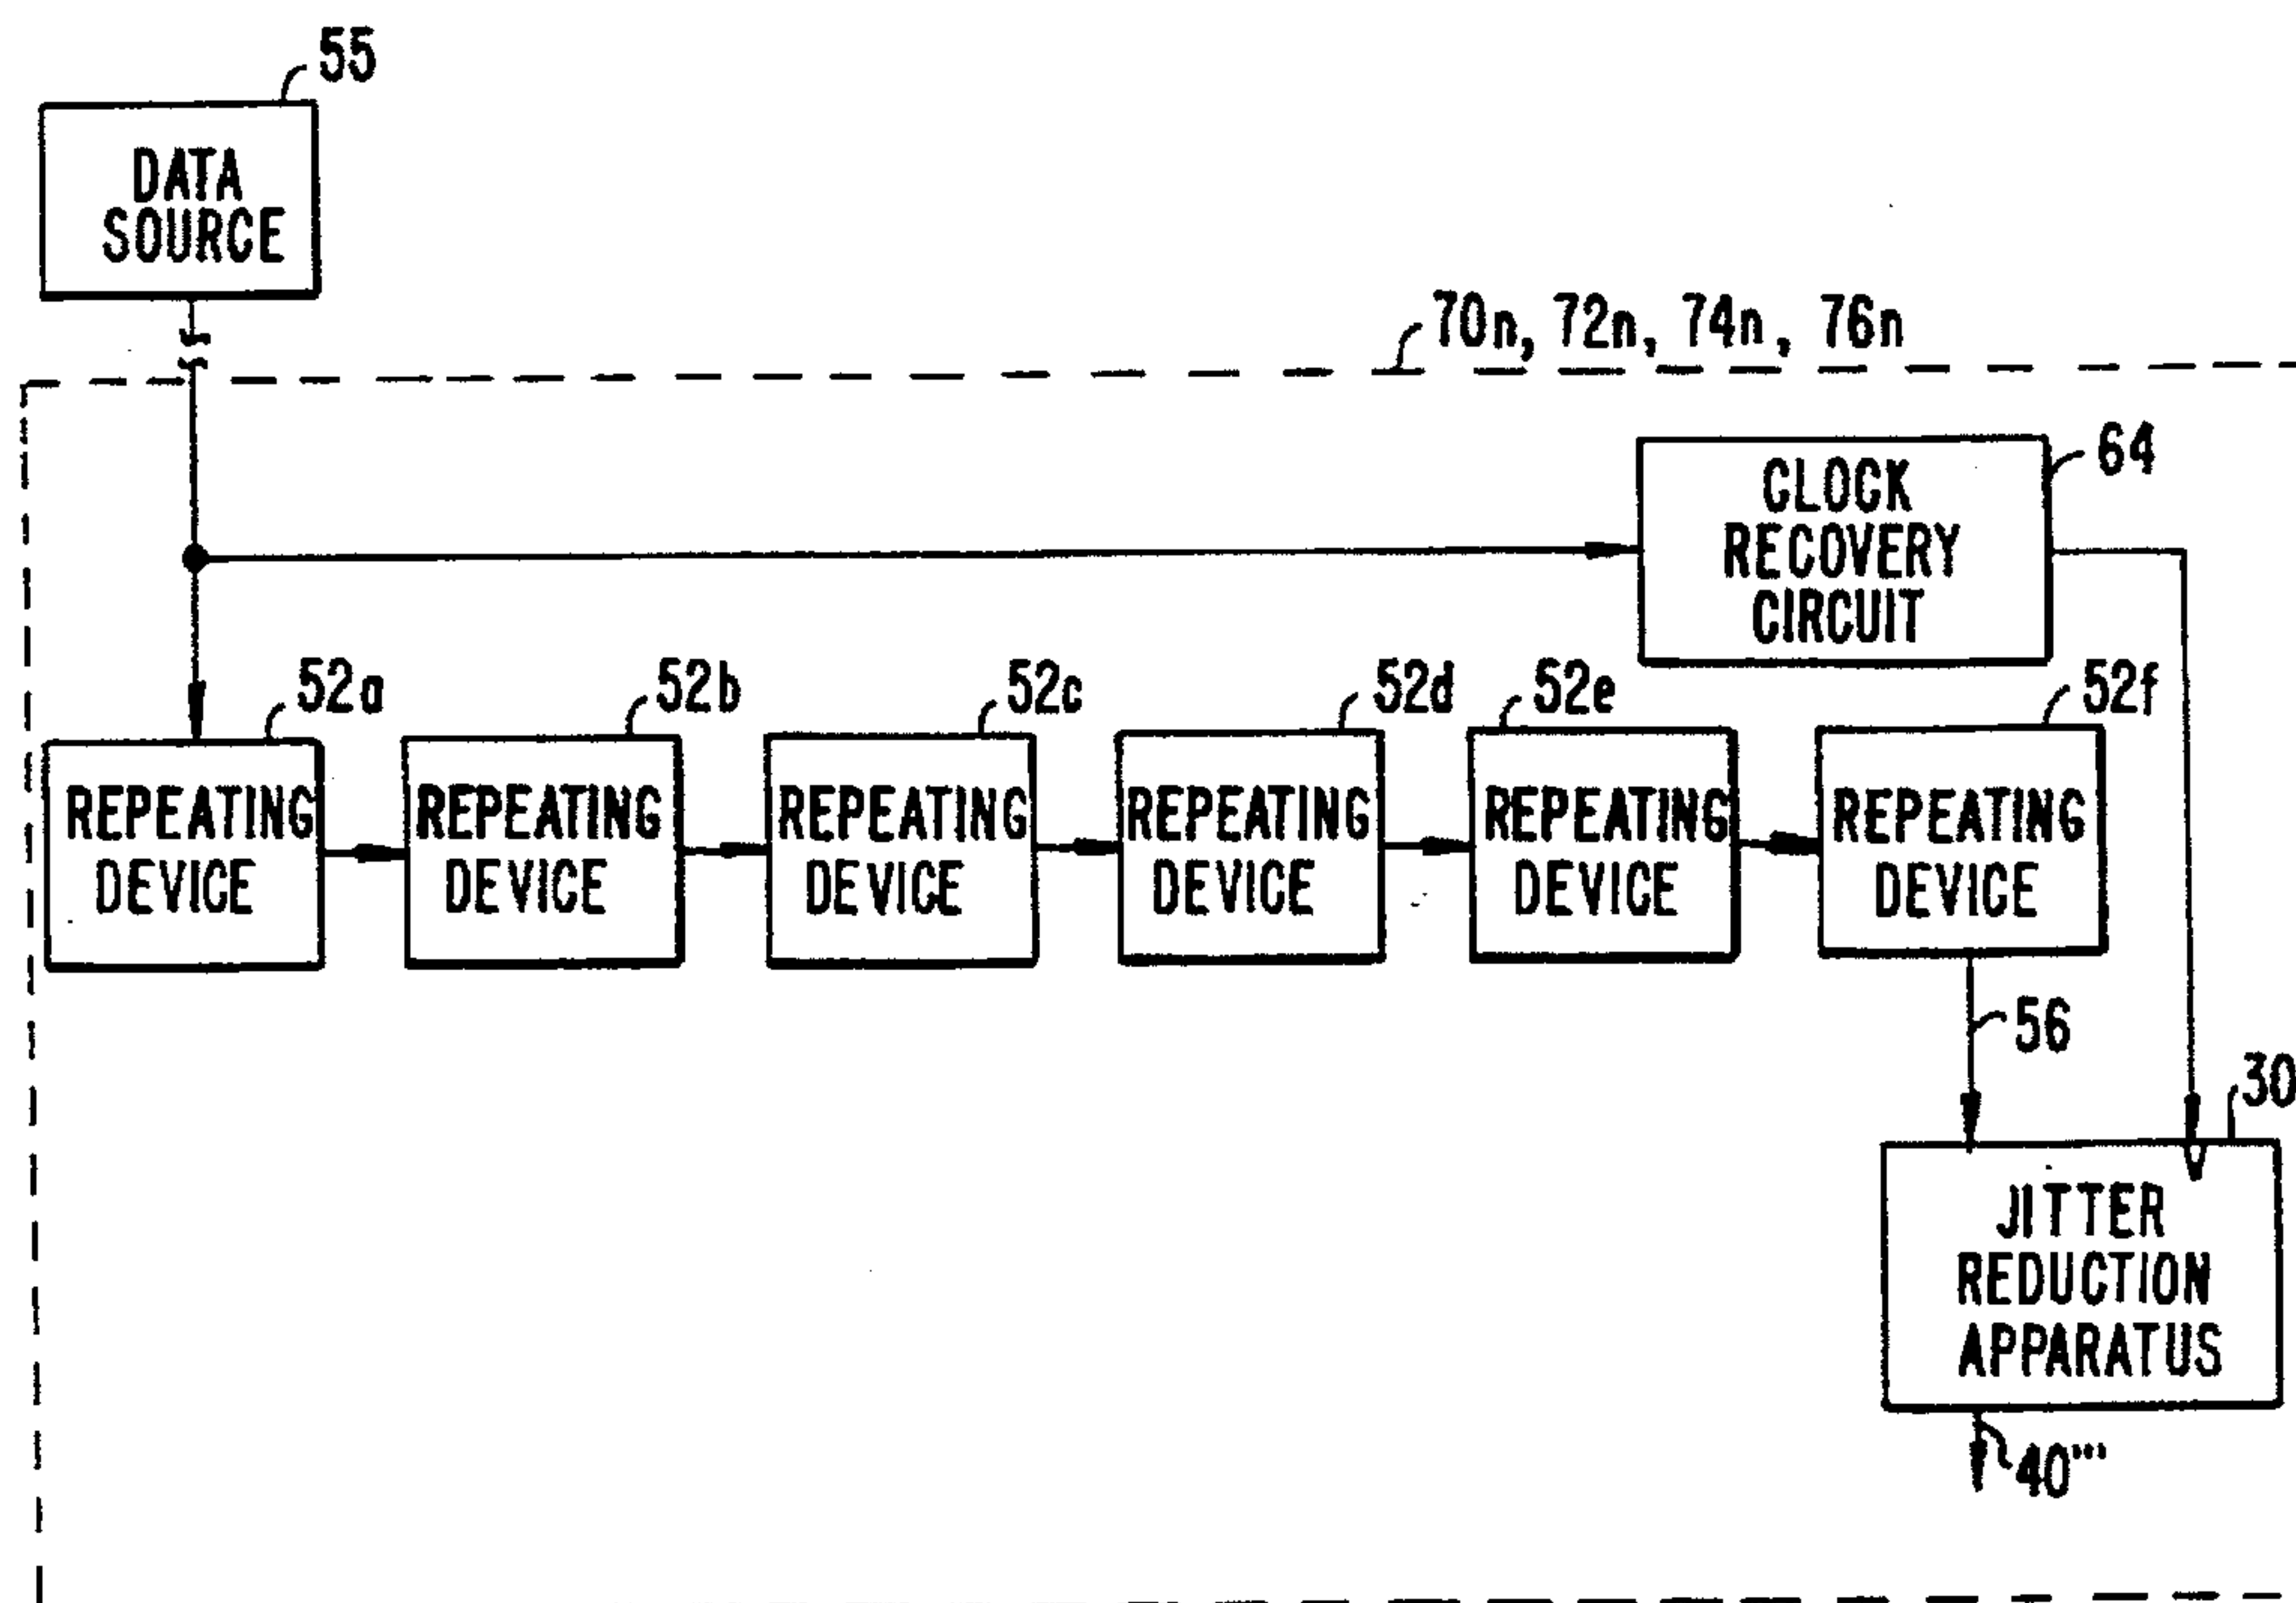 55
DATA
SOURCE
70n, 72n, 74n, 76n
64
CLOCK
RECOVERY
CIRCUIT
52a
52b
52c
52d
52e
52f
REPEATING
DEVICE
REPEATING
DEVICE
REPEATING
DEVICE
REPEATING
DEVICE
REPEATING
DEVICE
REPEATING
DEVICE
56
30
JITTER
REDUCTION
APPARATUS
40'''